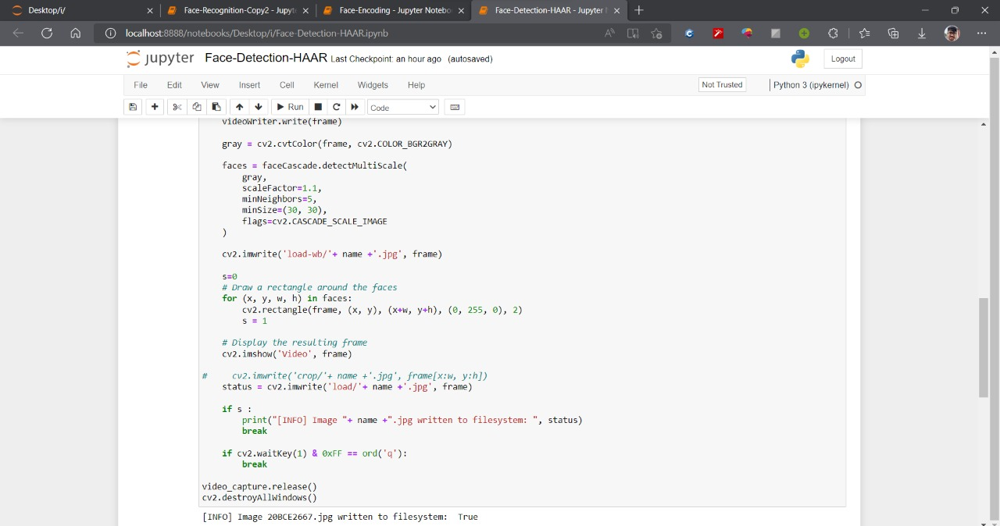 Desktop/i/
Face-Recognition-Copy2 - Jupyt
Face-Encoding - Jupyter Notebo
Face-Detection-HAAR - Jupyter
localhost:8888/notebooks/Desktop/i/Face-Detection-HAAR.ipynb
jupyter Face-Detection-HAAR Last Checkpoint: an hour ago (autosaved)
Logout
File Edit View Insert Cell Kernel Widgets Help
Not Trusted
Python 3 (ipykernel)
Run
Code
videoWriter.write(frame)
gray = cv2.cvtColor(frame, cv2.COLOR_BGR2GRAY)
faces = faceCascade.detectMultiScale(
gray,
scaleFactor=1.1,
minNeighbors=5,
minSize=(30, 30),
flags=cv2.CASCADE_SCALE_IMAGE
)
cv2.imwrite('load-wb/'+ name +'.jpg', frame)
s=0
# Draw a rectangle around the faces
for (x, y, w, h) in faces:
cv2.rectangle(frame, (x, y), (x+w, y+h), (0, 255, 0), 2)
s = 1
# Display the resulting frame
cv2.imshow('Video', frame)
# cv2.imwrite('crop/'+ name +'.jpg', frame[x:w, y:h])
status = cv2.imwrite('load/'+ name +'.jpg', frame)
if s :
print("[INFO] Image "+ name +".jpg written to filesystem: ", status)
break
if cv2.waitKey(1) & 0xFF == ord('q'):
break
video_capture.release()
cv2.destroyAllWindows()
[INFO] Image 20BCE2667.jpg written to filesystem: True